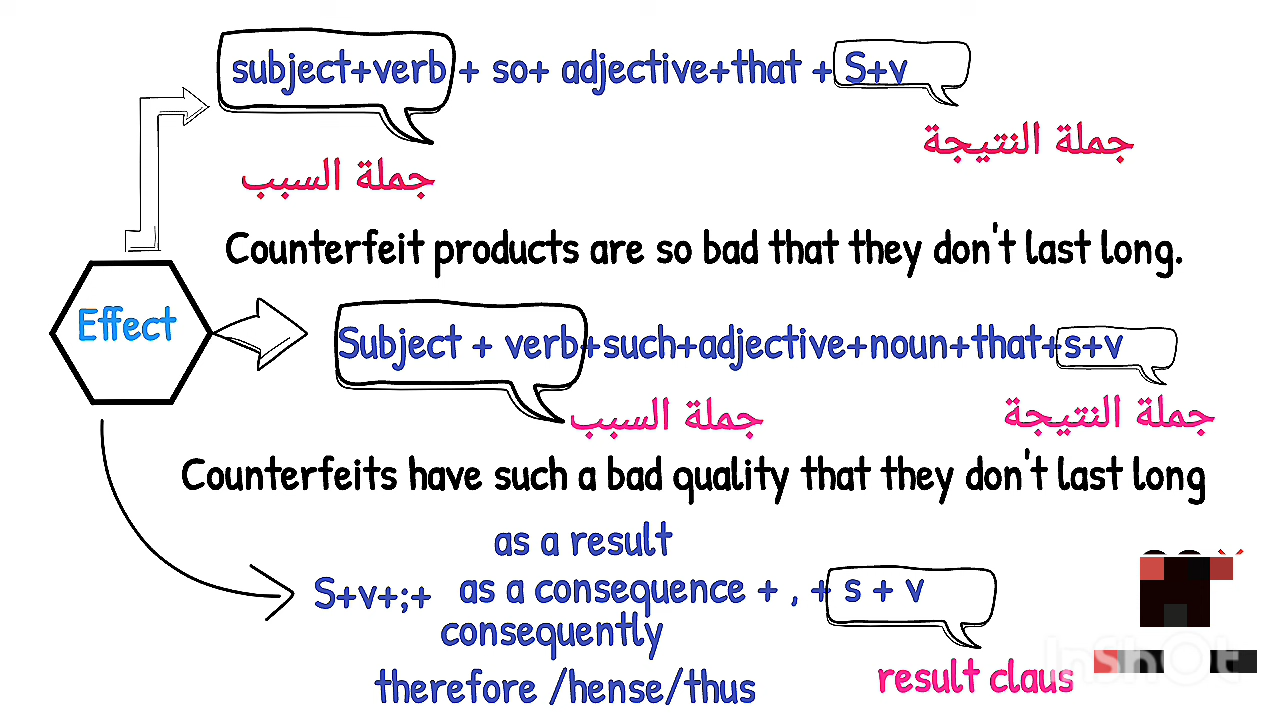 subject+verb + so+ adjective+that + S+v
جملة النتيجة
جملة السبب
Counterfeit products are so bad that they don't last long.
Effect
Subject + verb+such+adjective+noun+that+s+v
جملة السبب
جملة النتيجة
Counterfeits have such a bad quality that they don't last long
as a result
S+v+;+ as a consequence + , + s + v
consequently
therefore /hense/thus
result claus
InShOt